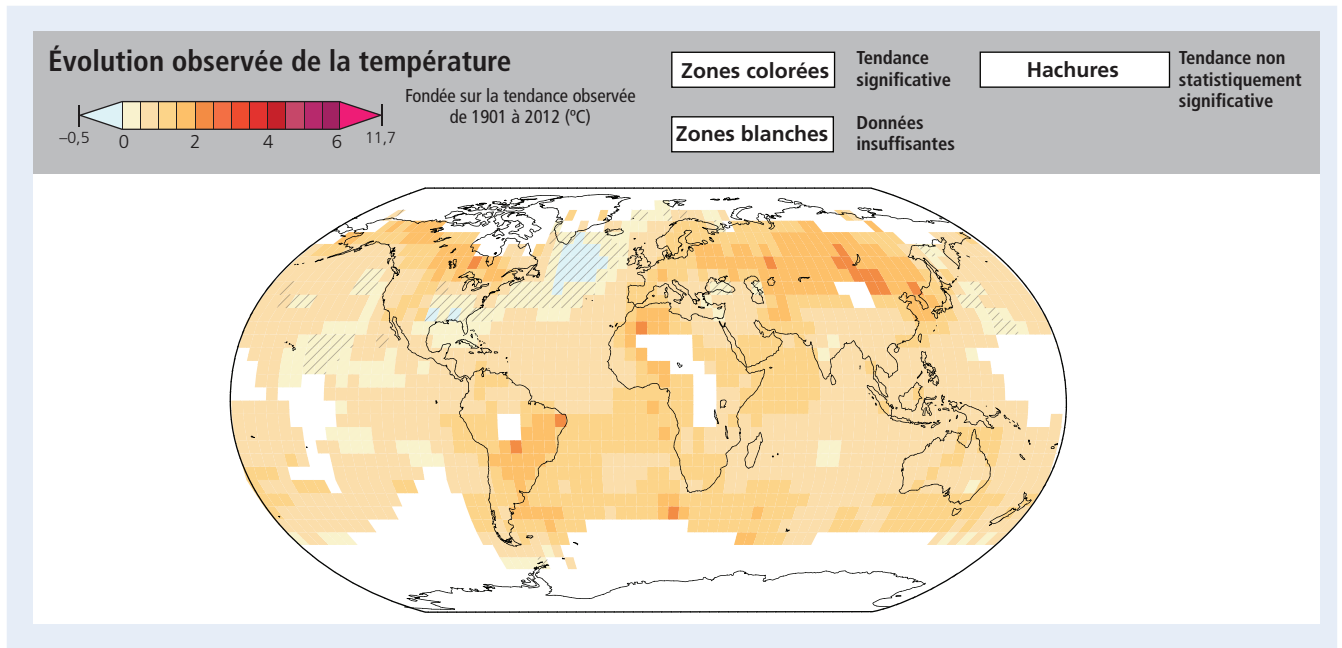 Évolution observée de la température
−0,5 0 2 4 6 11,7
Fondée sur la tendance observée
de 1901 à 2012 (ºC)
Zones colorées
Tendance
significative
Zones blanches
Données
insuffisantes
Hachures
Tendance non
statistiquement
significative